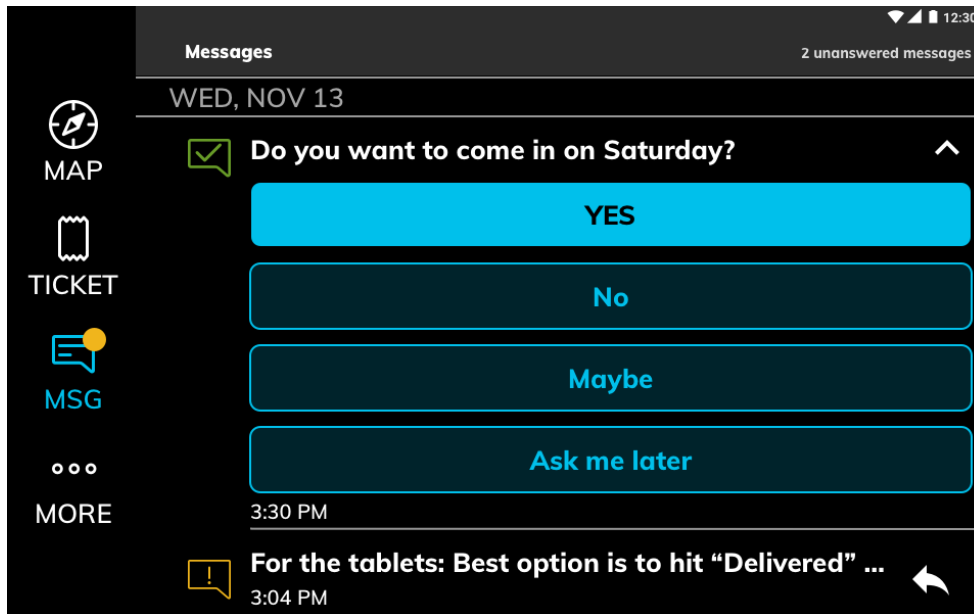 12:30
Messages
2 unanswered messages
WED, NOV 13
MAP
Do you want to come in on Saturday?
YES
TICKET
No
MSG
Maybe
Ask me later
MORE
3:30 PM
For the tablets: Best option is to hit “Delivered” ...
3:04 PM